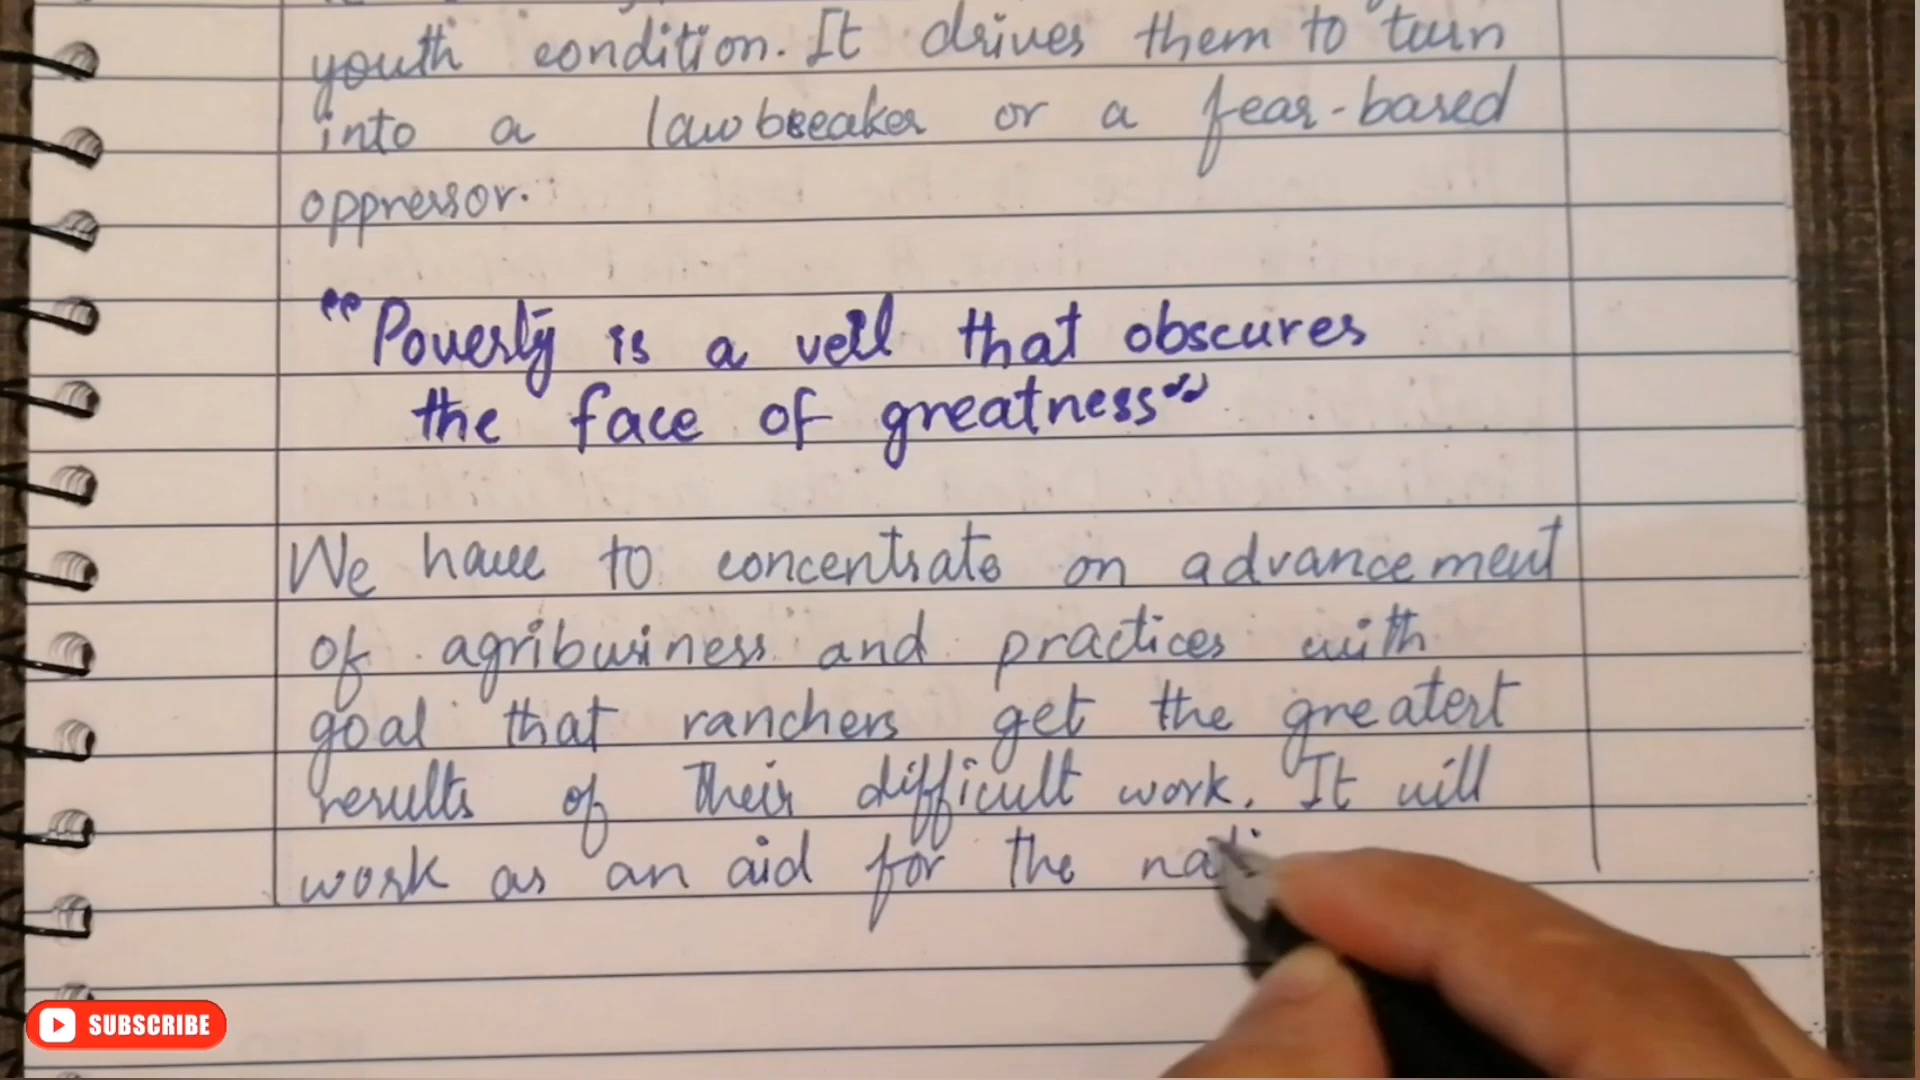 youth condition. It drives them to turn
into a lawbreaker or a fear-based
oppressor.
“Poverty is a veil that obscures
the face of greatness”
We have to concentrate on advancement
of agribusiness and practices with
goal that ranchers get the greatest
results of their difficult work. It will
work as an aid for the nati
SUBSCRIBE